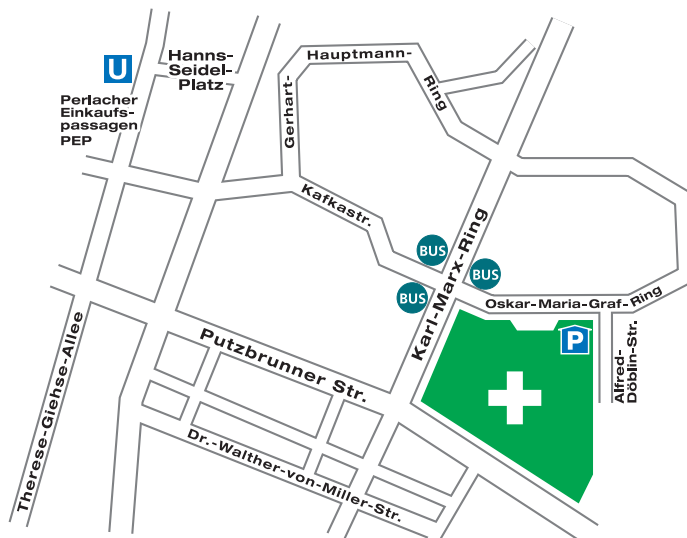 U
Perlacher
Einkaufs-
passagen
PEP
Hanns-
Seidel-
Platz
Gerhart-
Hauptmann-
Ring
Kafkastr.
BUS
BUS
BUS
Karl-Marx-Ring
Oskar-Maria-Graf-Ring
P
Alfred-
Döblin-Str.
Putzbrunner Str.
Therese-Giehse-Allee
Dr.-Walther-von-Miller-Str.